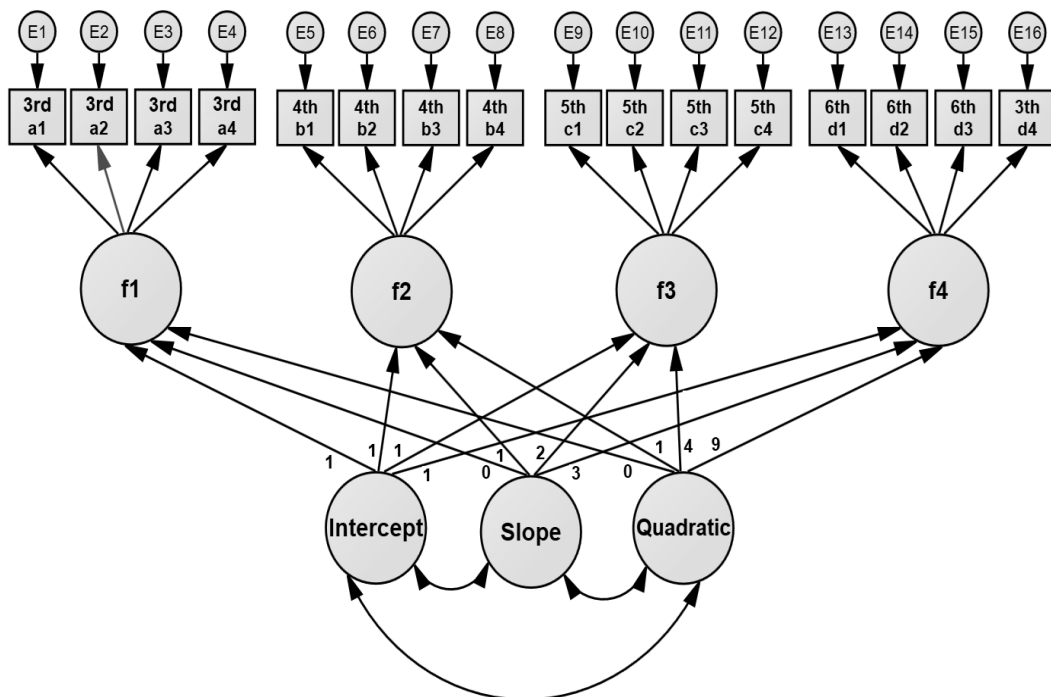 E1 E2 E3 E4 E5 E6 E7 E8 E9 E10 E11 E12 E13 E14 E15 E16
3rd 3rd 3rd 3rd 4th 4th 4th 4th 5th 5th 5th 5th 6th 6th 6th 3th
a1 a2 a3 a4 b1 b2 b3 b4 c1 c2 c3 c4 d1 d2 d3 d4
f1 f2 f3 f4
1 1 1 1 0 1 2 3 0 1 4 9
Intercept Slope Quadratic